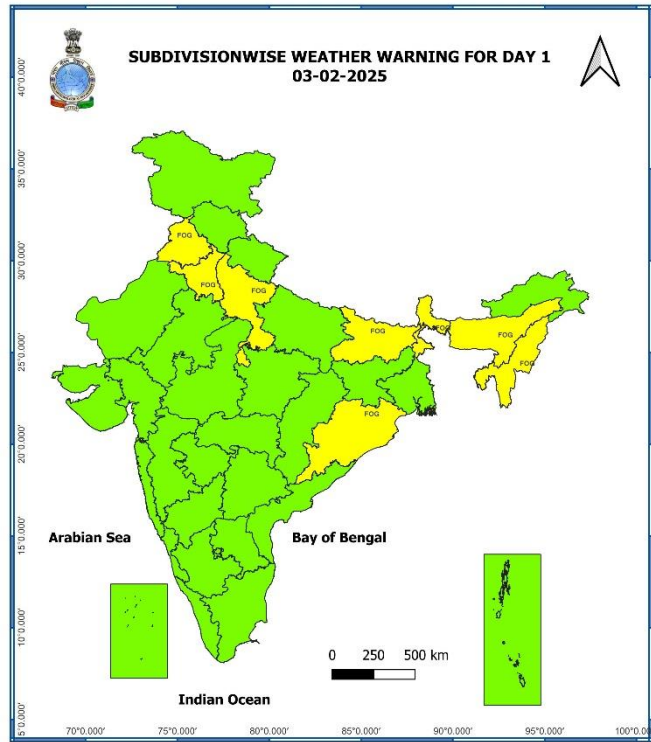 SUBDIVISIONWISE WEATHER WARNING FOR DAY 1
03-02-2025
40°0.000'
35°0.000'
30°0.000'
25°0.000'
20°0.000'
15°0.000'
10°0.000'
5°0.000'
FOG
FOG
FOG
FOG
FOG
FOG
FOG
FOG
Arabian Sea
Bay of Bengal
0 250 500 km
Indian Ocean
70°0.000' 75°0.000' 80°0.000' 85°0.000' 90°0.000' 95°0.000' 100°0.0